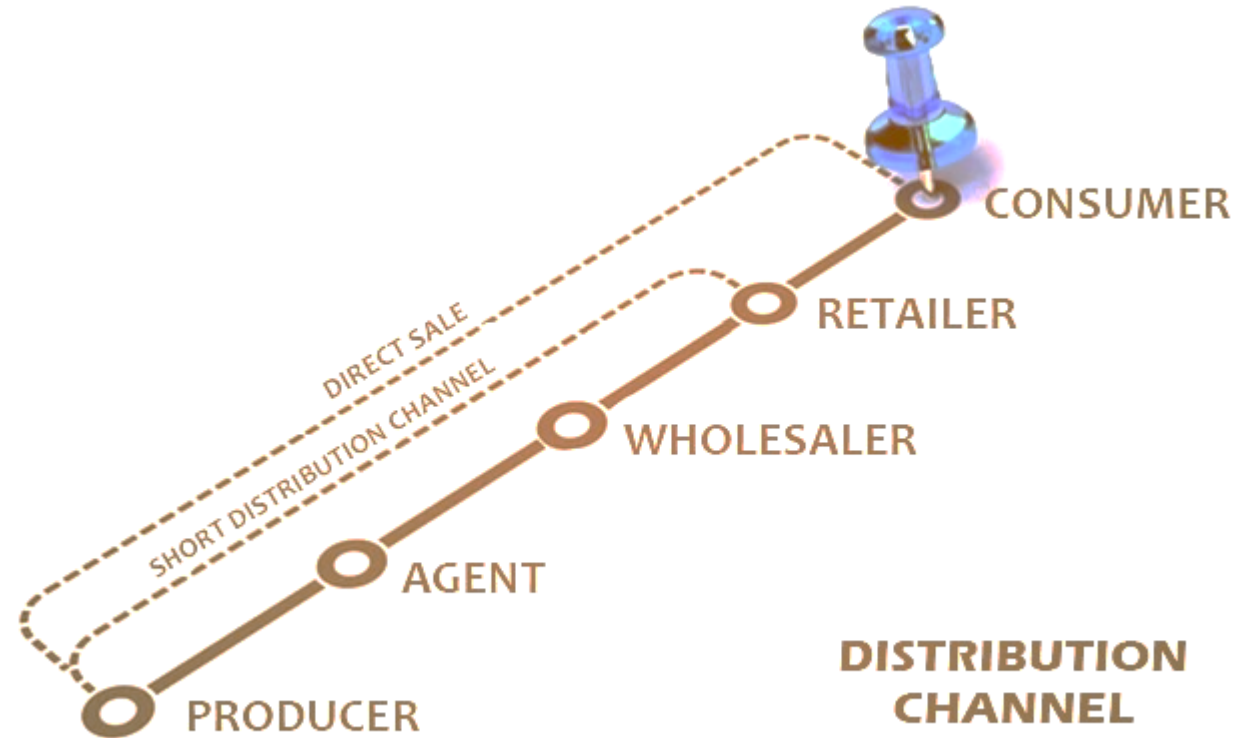 CONSUMER
RETAILER
DIRECT SALE
SHORT DISTRIBUTION CHANNEL
WHOLESALER
AGENT
PRODUCER
DISTRIBUTION
CHANNEL